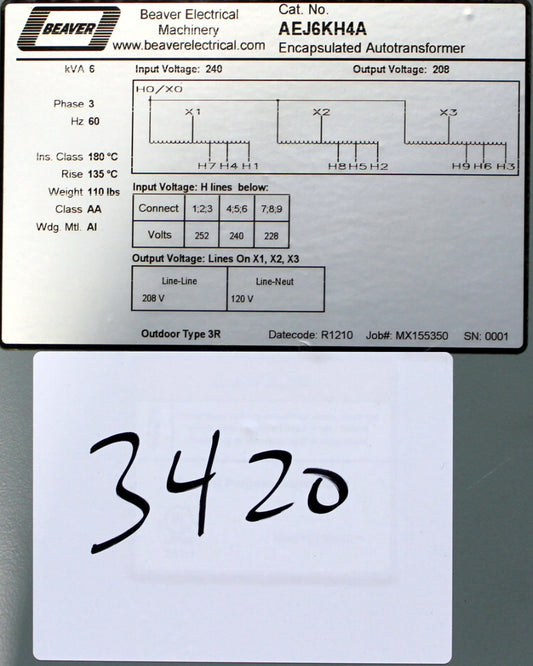 BEAVER
Beaver Electrical
Machinery
www.beaverelectrical.com
Cat. No.
AEJ6KH4A
Encapsulated Autotransformer
kVA 6
Input Voltage: 240
Output Voltage: 208
Phase 3
Hz 60
Ins. Class 180 °C
Rise 135 °C
Weight 110 lbs
Class AA
Wdg. Mtl. Al
H0/X0
X1 X2 X3
H7 H4 H1 H8 H5 H2 H9 H6 H3
Input Voltage: H lines below:
Connect 1;2;3 4;5;6 7;8;9
Volts 252 240 228
Output Voltage: Lines On X1, X2, X3
Line-Line Line-Neut
208 V 120 V
Outdoor Type 3R Datecode: R1210 Job#: MX155350 SN: 0001
3420